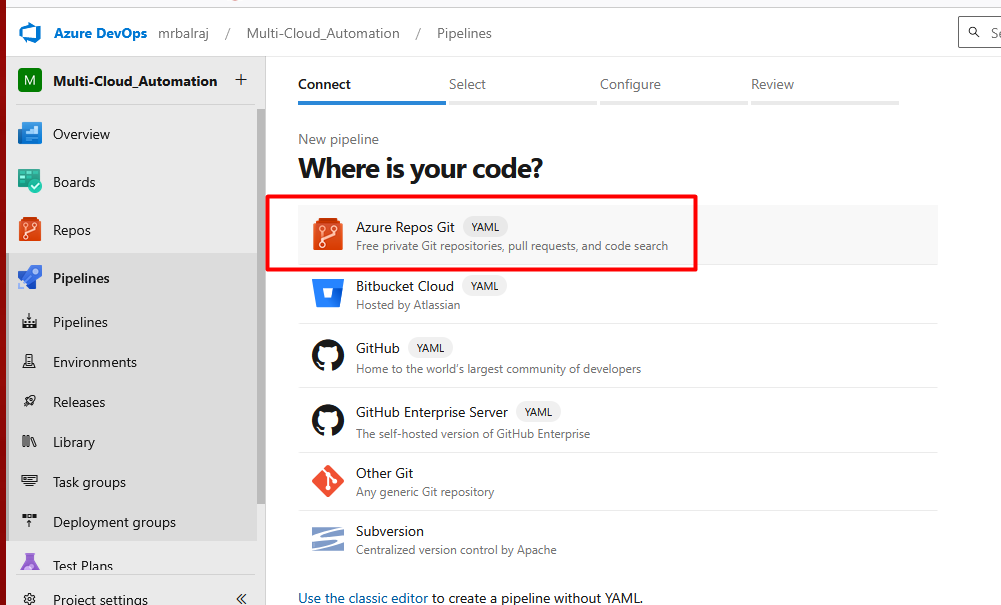 Azure DevOps mrbalraj / Multi-Cloud_Automation / Pipelines
M Multi-Cloud_Automation +
Overview
Boards
Repos
Pipelines
Pipelines
Environments
Releases
Library
Task groups
Deployment groups
Test Plans
Project settings
Connect Select Configure Review
New pipeline
Where is your code?
Azure Repos Git YAML
Free private Git repositories, pull requests, and code search
Bitbucket Cloud YAML
Hosted by Atlassian
GitHub YAML
Home to the world's largest community of developers
GitHub Enterprise Server YAML
The self-hosted version of GitHub Enterprise
Other Git
Any generic Git repository
Subversion
Centralized version control by Apache
Use the classic editor to create a pipeline without YAML.